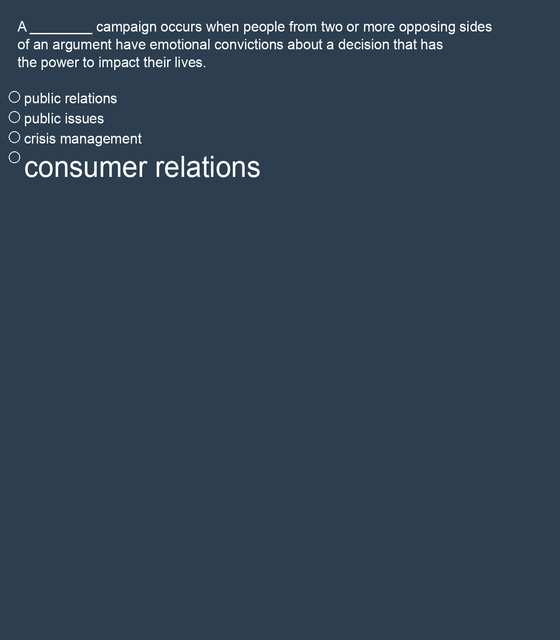 A ________ campaign occurs when people from two or more opposing sides
of an argument have emotional convictions about a decision that has
the power to impact their lives.
public relations
public issues
crisis management
consumer relations